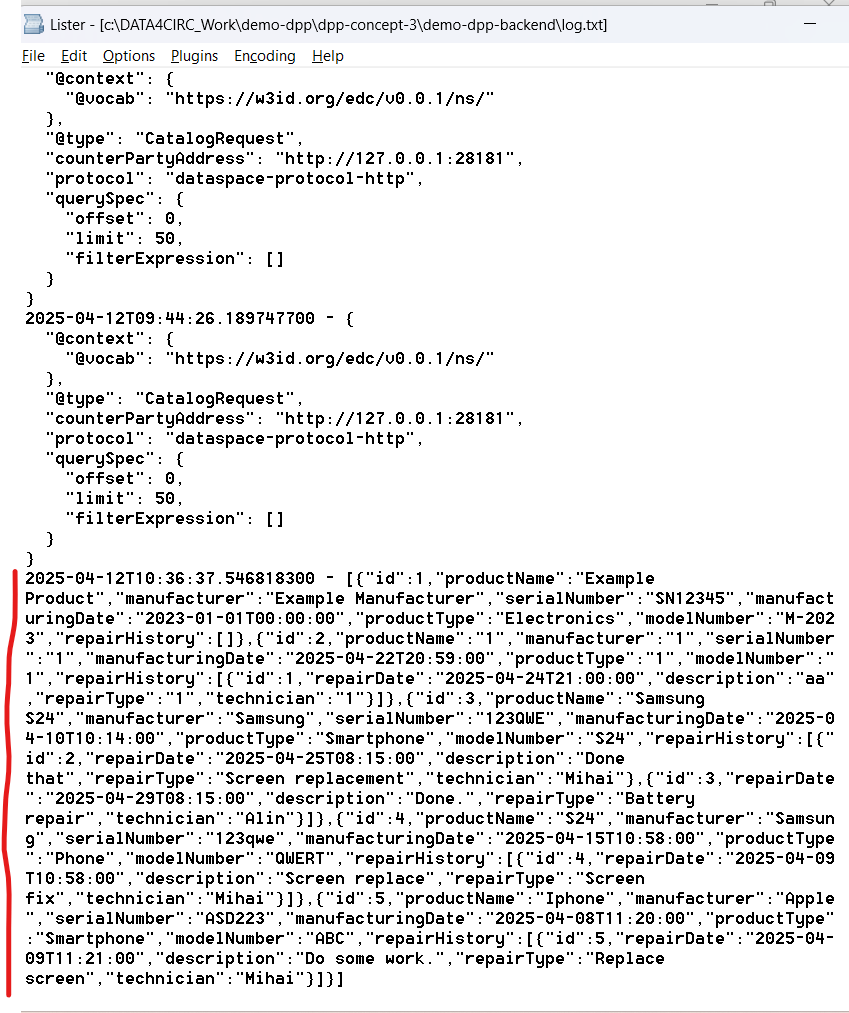 Lister - [c:\DATA4CIRC_Work\demo-dpp\dpp-concept-3\demo-dpp-backend\log.txt]
File Edit Options Plugins Encoding Help
"@context": {
"@vocab": "https://w3id.org/edc/v0.0.1/ns/"
},
"@type": "CatalogRequest",
"counterPartyAddress": "http://127.0.0.1:28181",
"protocol": "dataspace-protocol-http",
"querySpec": {
"offset": 0,
"limit": 50,
"filterExpression": []
}
}
2025-04-12T09:44:26.189747700 - {
"@context": {
"@vocab": "https://w3id.org/edc/v0.0.1/ns/"
},
"@type": "CatalogRequest",
"counterPartyAddress": "http://127.0.0.1:28181",
"protocol": "dataspace-protocol-http",
"querySpec": {
"offset": 0,
"limit": 50,
"filterExpression": []
}
}
2025-04-12T10:36:37.546818300 - [{"id":1,"productName":"Example
Product","manufacturer":"Example Manufacturer","serialNumber":"SN12345","manufact
uringDate":"2023-01-01T00:00:00","productType":"Electronics","modelNumber":"M-202
3","repairHistory":[]},{"id":2,"productName":"1","manufacturer":"1","serialNumber
":"1","manufacturingDate":"2025-04-22T20:59:00","productType":"1","modelNumber":"
1","repairHistory":[{"id":1,"repairDate":"2025-04-24T21:00:00","description":"aa"
,"repairType":"1","technician":"1"}]},{"id":3,"productName":"Samsung
S24","manufacturer":"Samsung","serialNumber":"123QWE","manufacturingDate":"2025-0
4-10T10:14:00","productType":"Smartphone","modelNumber":"S24","repairHistory":[{"
id":2,"repairDate":"2025-04-25T08:15:00","description":"Done
that","repairType":"Screen replacement","technician":"Mihai"},{"id":3,"repairDate
":"2025-04-29T08:15:00","description":"Done.","repairType":"Battery
repair","technician":"Alin"}]},{"id":4,"productName":"S24","manufacturer":"Samsun
g","serialNumber":"123qwe","manufacturingDate":"2025-04-15T10:58:00","productType
":"Phone","modelNumber":"QWERT","repairHistory":[{"id":4,"repairDate":"2025-04-09
T10:58:00","description":"Screen replace","repairType":"Screen
fix","technician":"Mihai"}]},{"id":5,"productName":"Iphone","manufacturer":"Apple
","serialNumber":"ASD223","manufacturingDate":"2025-04-08T11:20:00","productType"
:"Smartphone","modelNumber":"ABC","repairHistory":[{"id":5,"repairDate":"2025-04-
09T11:21:00","description":"Do some work.","repairType":"Replace
screen","technician":"Mihai"}]}]